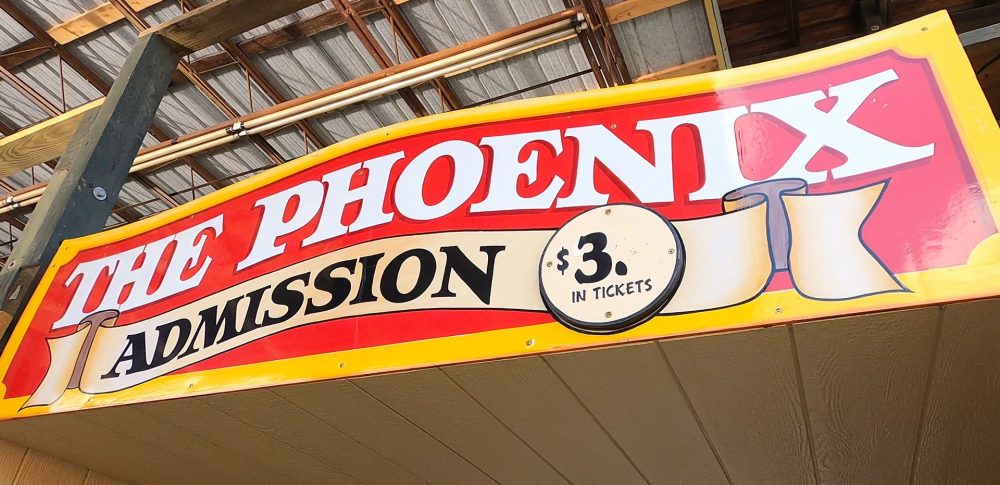 THE PHOENIX
ADMISSION
$3.
IN TICKETS